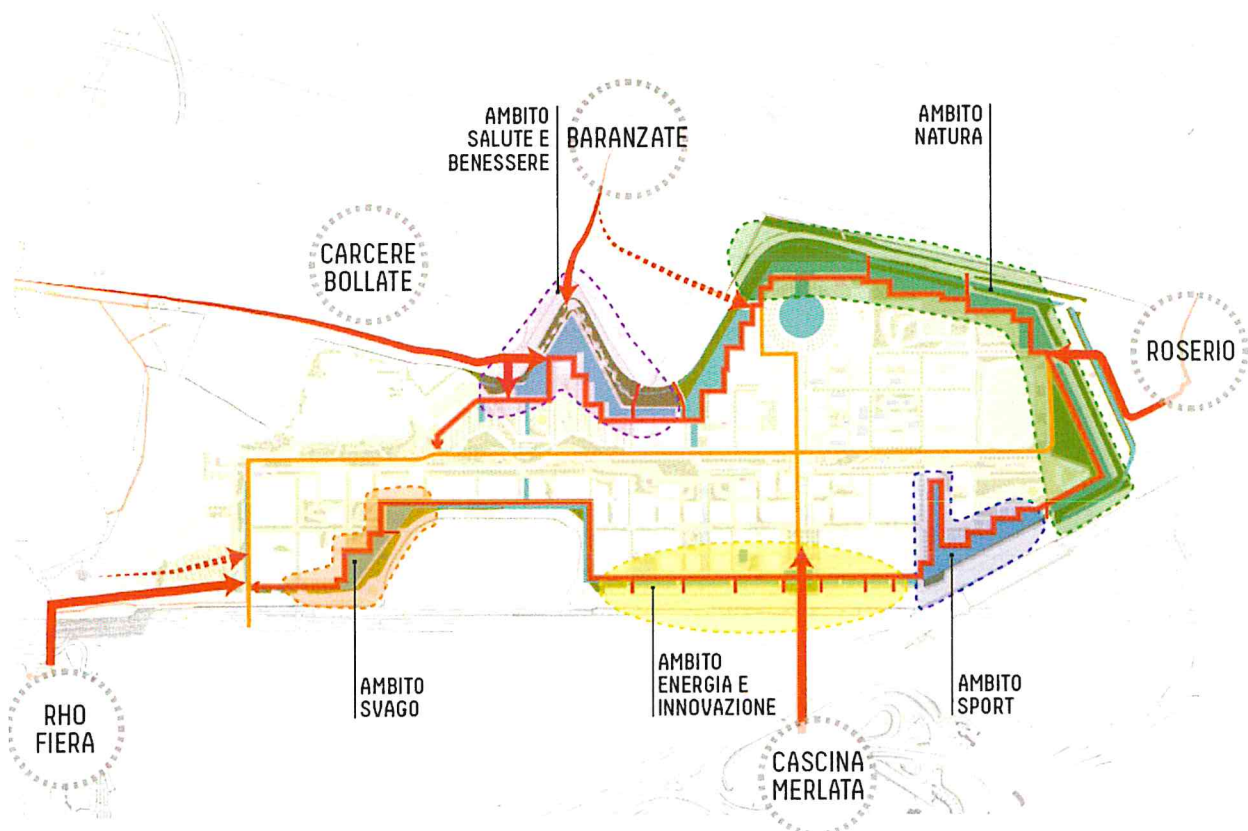 AMBITO
SALUTE E
BENESSERE
BARANZATE
AMBITO
NATURA
CARCERE
BOLLATE
ROSERIO
RHO
FIERA
AMBITO
SVAGO
AMBITO
ENERGIA E
INNOVAZIONE
CASCINA
MERLATA
AMBITO
SPORT